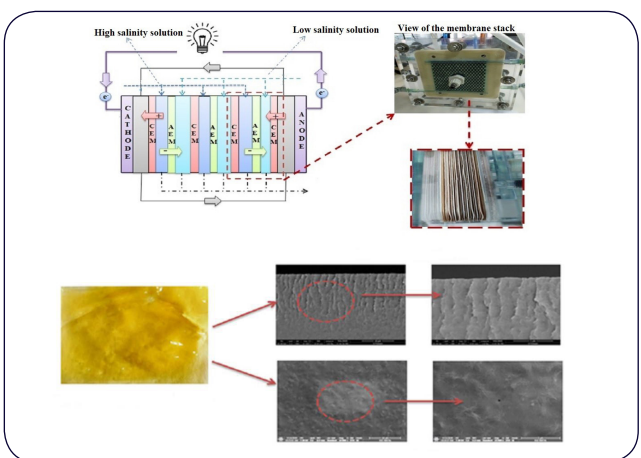 High salinity solution
Low salinity solution
View of the membrane stack
e-
e-
CATHODE
CEM
AEM
CEM
AEM
CEM
AEM
CEM
ANODE
+
+
-
-